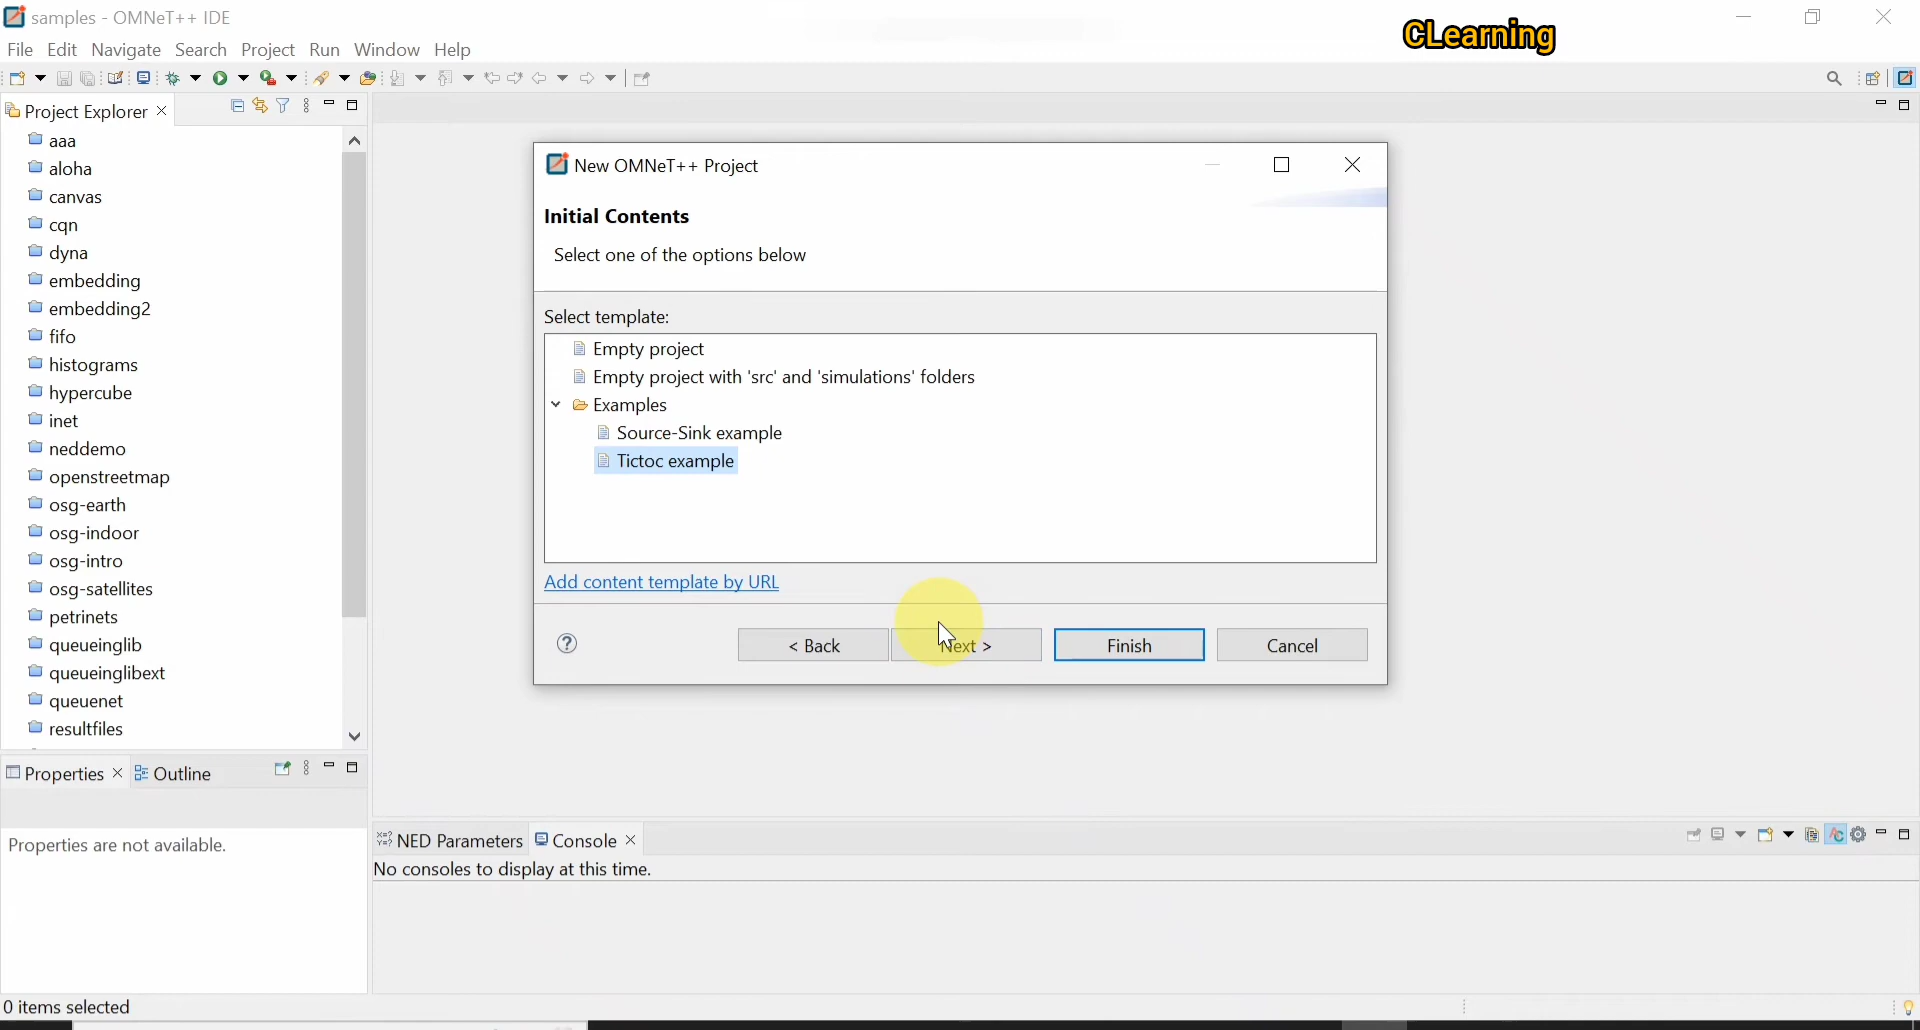 samples - OMNeT++ IDE
CLearning
File Edit Navigate Search Project Run Window Help
Project Explorer
aaa
aloha
canvas
cqn
dyna
embedding
embedding2
fifo
histograms
hypercube
inet
neddemo
openstreetmap
osg-earth
osg-indoor
osg-intro
osg-satellites
petrinets
queueinglib
queueinglibext
queuenet
resultfiles
New OMNeT++ Project
Initial Contents
Select one of the options below
Select template:
Empty project
Empty project with 'src' and 'simulations' folders
Examples
Source-Sink example
Tictoc example
Add content template by URL
< Back
Next >
Finish
Cancel
Properties
Outline
Properties are not available.
NED Parameters
Console
No consoles to display at this time.
0 items selected